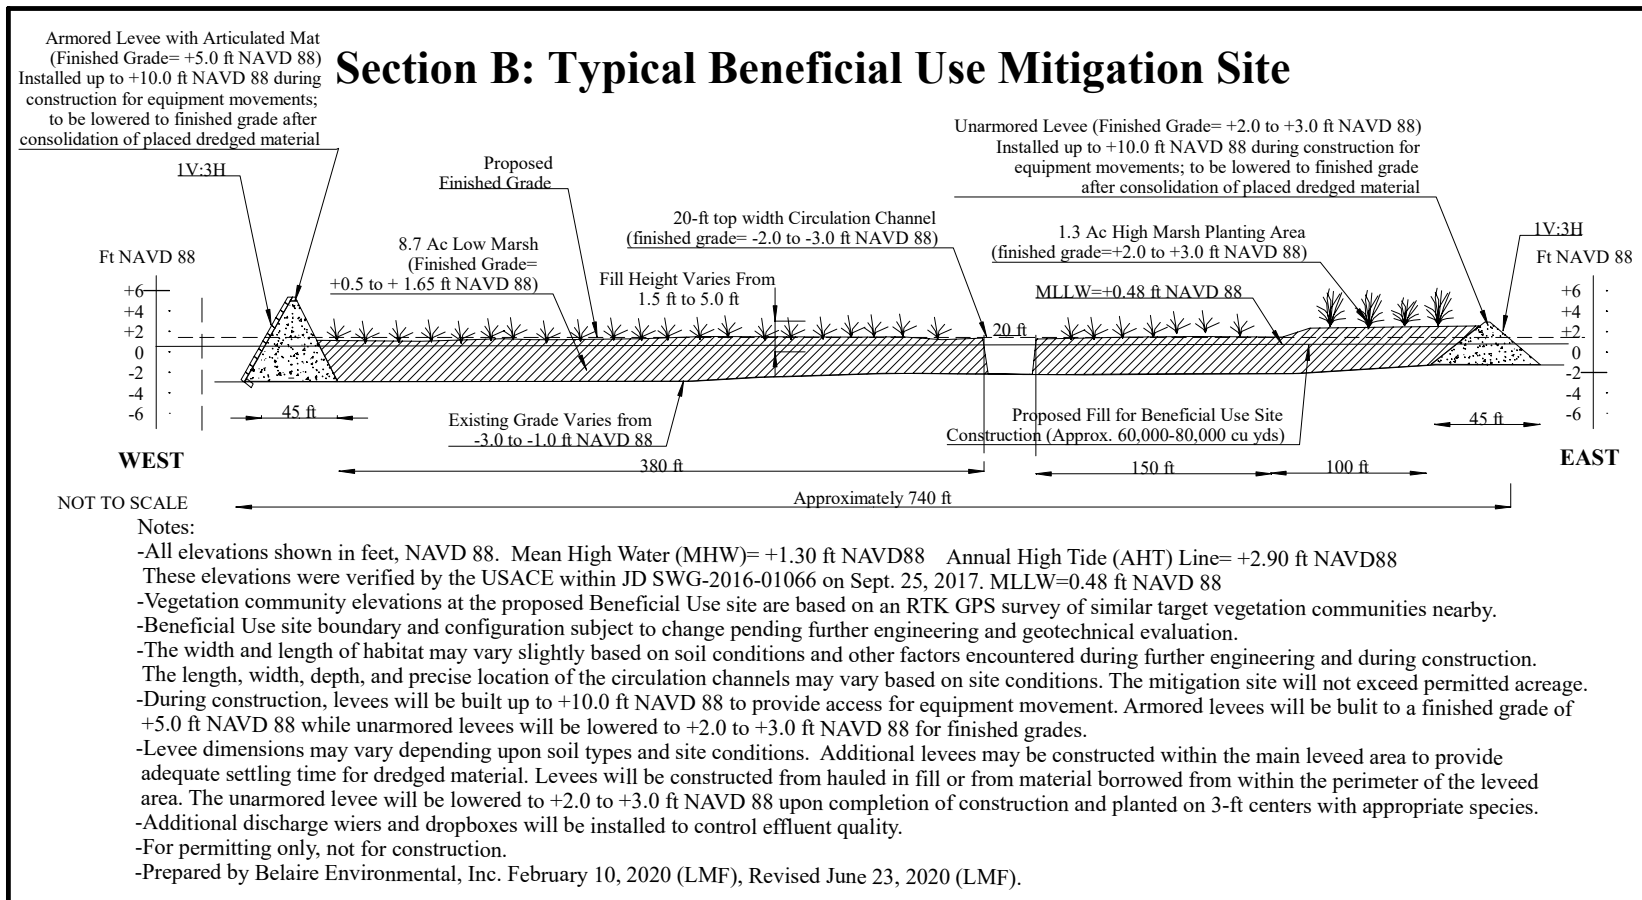 Section B: Typical Beneficial Use Mitigation Site
Armored Levee with Articulated Mat
(Finished Grade= +5.0 ft NAVD 88)
Installed up to +10.0 ft NAVD 88 during
construction for equipment movements;
to be lowered to finished grade after
consolidation of placed dredged material
1V:3H
Proposed
Finished Grade
Unarmored Levee (Finished Grade= +2.0 to +3.0 ft NAVD 88)
Installed up to +10.0 ft NAVD 88 during construction for
equipment movements; to be lowered to finished grade
after consolidation of placed dredged material
20-ft top width Circulation Channel
(finished grade= -2.0 to -3.0 ft NAVD 88)
1.3 Ac High Marsh Planting Area
(finished grade=+2.0 to +3.0 ft NAVD 88)
1V:3H
8.7 Ac Low Marsh
(Finished Grade=
+0.5 to + 1.65 ft NAVD 88)
Fill Height Varies From
1.5 ft to 5.0 ft
MLLW=+0.48 ft NAVD 88
Ft NAVD 88
+6
+4
+2
0
-2
-4
-6
Ft NAVD 88
+6
+4
+2
0
-2
-4
-6
20 ft
45 ft
Existing Grade Varies from
-3.0 to -1.0 ft NAVD 88
Proposed Fill for Beneficial Use Site
Construction (Approx. 60,000-80,000 cu yds)
45 ft
WEST
380 ft
150 ft
100 ft
EAST
NOT TO SCALE
Approximately 740 ft
Notes:
-All elevations shown in feet, NAVD 88. Mean High Water (MHW)= +1.30 ft NAVD88 Annual High Tide (AHT) Line= +2.90 ft NAVD88
These elevations were verified by the USACE within JD SWG-2016-01066 on Sept. 25, 2017. MLLW=0.48 ft NAVD 88
-Vegetation community elevations at the proposed Beneficial Use site are based on an RTK GPS survey of similar target vegetation communities nearby.
-Beneficial Use site boundary and configuration subject to change pending further engineering and geotechnical evaluation.
-The width and length of habitat may vary slightly based on soil conditions and other factors encountered during further engineering and during construction.
The length, width, depth, and precise location of the circulation channels may vary based on site conditions. The mitigation site will not exceed permitted acreage.
-During construction, levees will be built up to +10.0 ft NAVD 88 to provide access for equipment movement. Armored levees will be bulit to a finished grade of
+5.0 ft NAVD 88 while unarmored levees will be lowered to +2.0 to +3.0 ft NAVD 88 for finished grades.
-Levee dimensions may vary depending upon soil types and site conditions. Additional levees may be constructed within the main leveed area to provide
adequate settling time for dredged material. Levees will be constructed from hauled in fill or from material borrowed from within the perimeter of the leveed
area. The unarmored levee will be lowered to +2.0 to +3.0 ft NAVD 88 upon completion of construction and planted on 3-ft centers with appropriate species.
-Additional discharge wiers and dropboxes will be installed to control effluent quality.
-For permitting only, not for construction.
-Prepared by Belaire Environmental, Inc. February 10, 2020 (LMF), Revised June 23, 2020 (LMF).